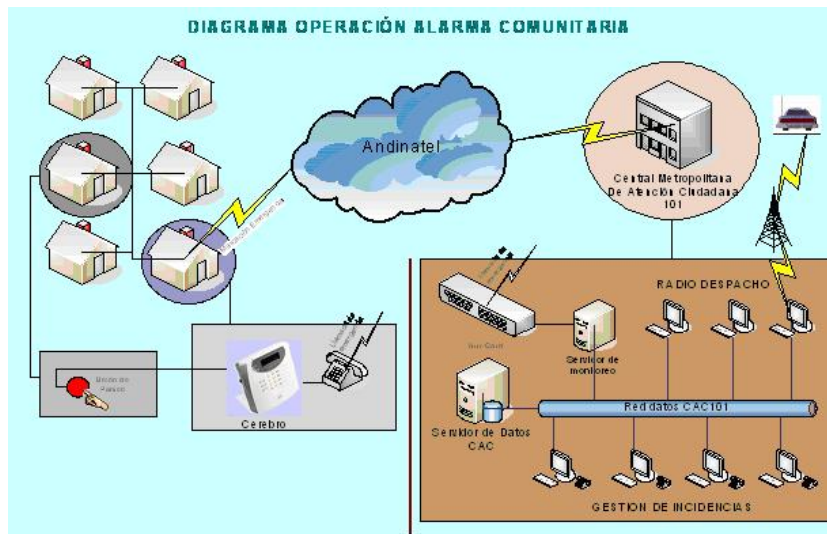 DIAGRAMA OPERACIÓN ALARMA COMUNITARIA
Andinatel
Central Metropolitana
De Atención Ciudadana
101
Cerebro
RADIO DESPACHO
Servidor de
monitoreo
Servidor de Datos
CAC
Red datos CAC101
GESTION DE INCIDENCIAS